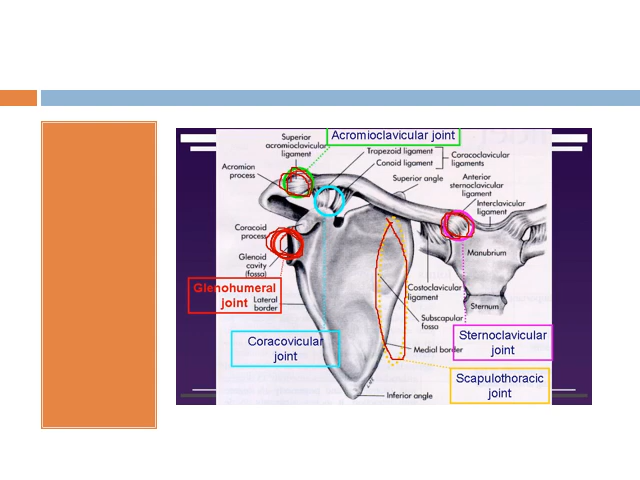 Acromioclavicular joint
Superior
acromioclavicular
ligament
Trapezoid ligament
Conoid ligament
Coracoclavicular
ligaments
Acromion
process
Superior angle
Anterior
sternoclavicular
ligament
Interclavicular
ligament
Coracoid
process
Glenoid
cavity
(fossa)
Manubrium
Glenohumeral
joint
Lateral
border
Costoclavicular
ligament
Sternum
Subscapular
fossa
Coracovicular
joint
Medial border
Sternoclavicular
joint
Scapulothoracic
joint
Inferior angle